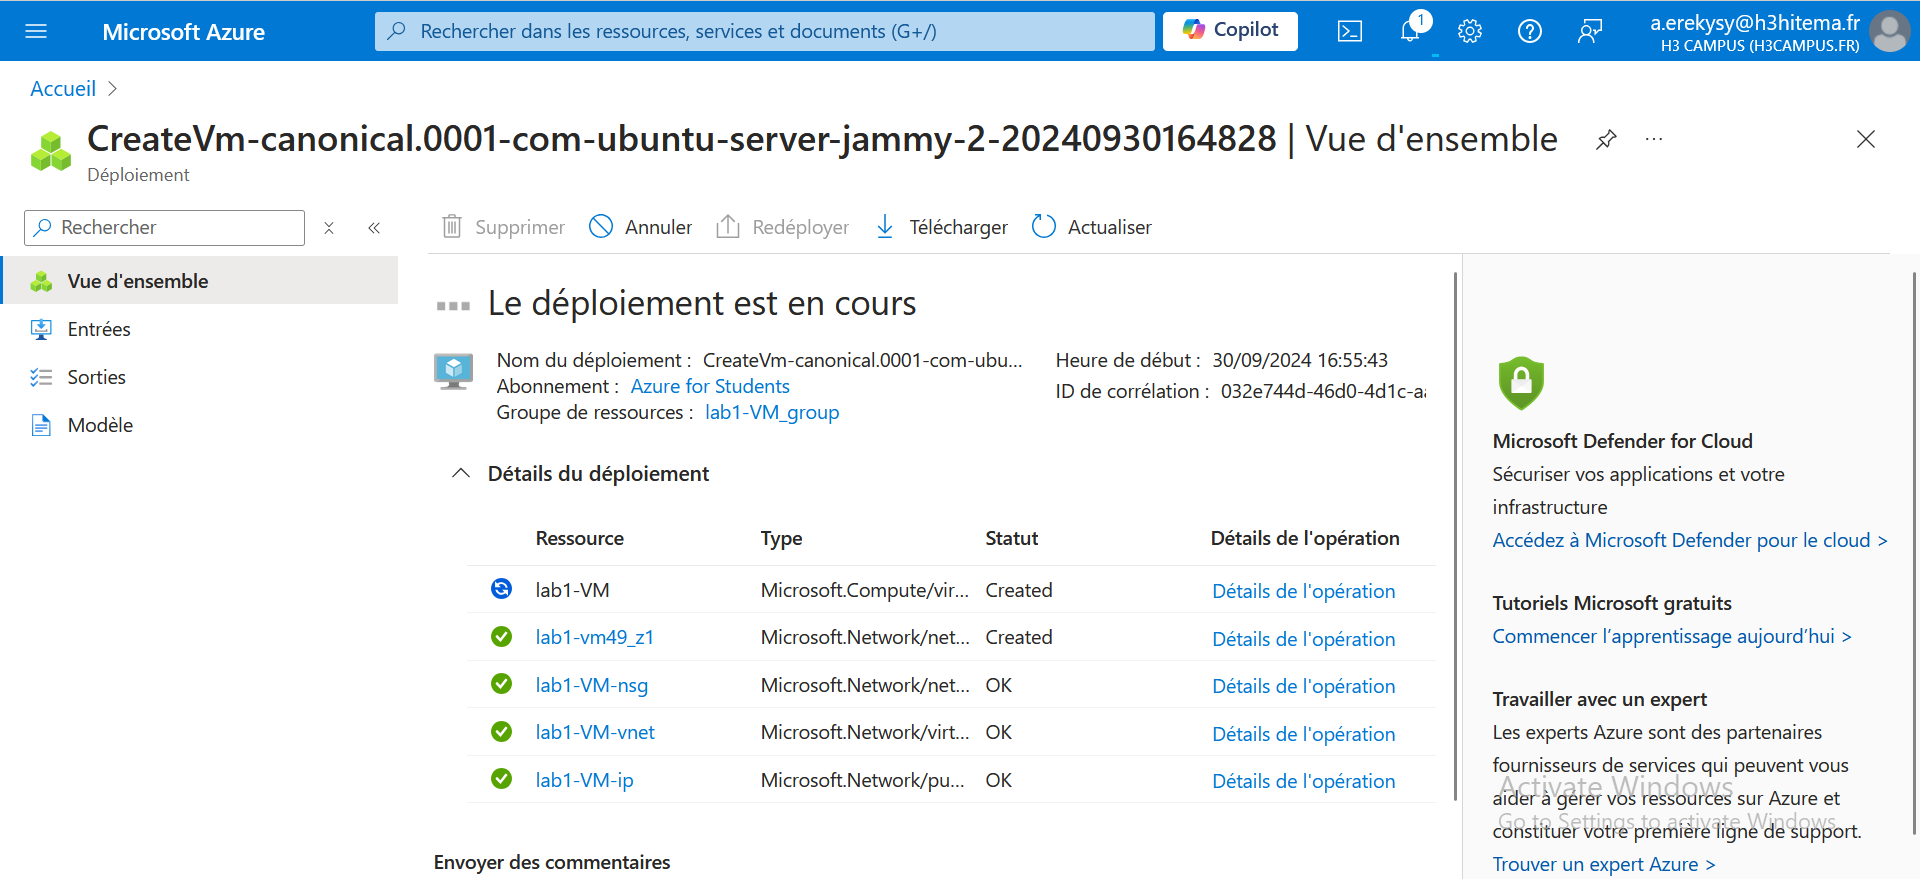 Microsoft Azure
Rechercher dans les ressources, services et documents (G+/)
Copilot
1
a.erekysy@h3hitema.fr
H3 CAMPUS (H3CAMPUS.FR)
Accueil >
CreateVm-canonical.0001-com-ubuntu-server-jammy-2-20240930164828 | Vue d'ensemble
...
Déploiement
Rechercher
Supprimer
Annuler
Redéployer
Télécharger
Actualiser
Vue d'ensemble
Entrées
Sorties
Modèle
Le déploiement est en cours
Nom du déploiement : CreateVm-canonical.0001-com-ubu...
Abonnement : Azure for Students
Groupe de ressources : lab1-VM_group
Heure de début : 30/09/2024 16:55:43
ID de corrélation : 032e744d-46d0-4d1c-aa
Détails du déploiement
Ressource Type Statut Détails de l'opération
lab1-VM Microsoft.Compute/vir... Created Détails de l'opération
lab1-vm49_z1 Microsoft.Network/net... Created Détails de l'opération
lab1-VM-nsg Microsoft.Network/net... OK Détails de l'opération
lab1-VM-vnet Microsoft.Network/virt... OK Détails de l'opération
lab1-VM-ip Microsoft.Network/pu... OK Détails de l'opération
Envoyer des commentaires
Microsoft Defender for Cloud
Sécuriser vos applications et votre
infrastructure
Accédez à Microsoft Defender pour le cloud >
Tutoriels Microsoft gratuits
Commencer l’apprentissage aujourd’hui >
Travailler avec un expert
Les experts Azure sont des partenaires
fournisseurs de services qui peuvent vous
aider à gérer vos ressources sur Azure et
constituer votre première ligne de support.
Trouver un expert Azure >
Activate Windows
Go to Settings to activate Windows.